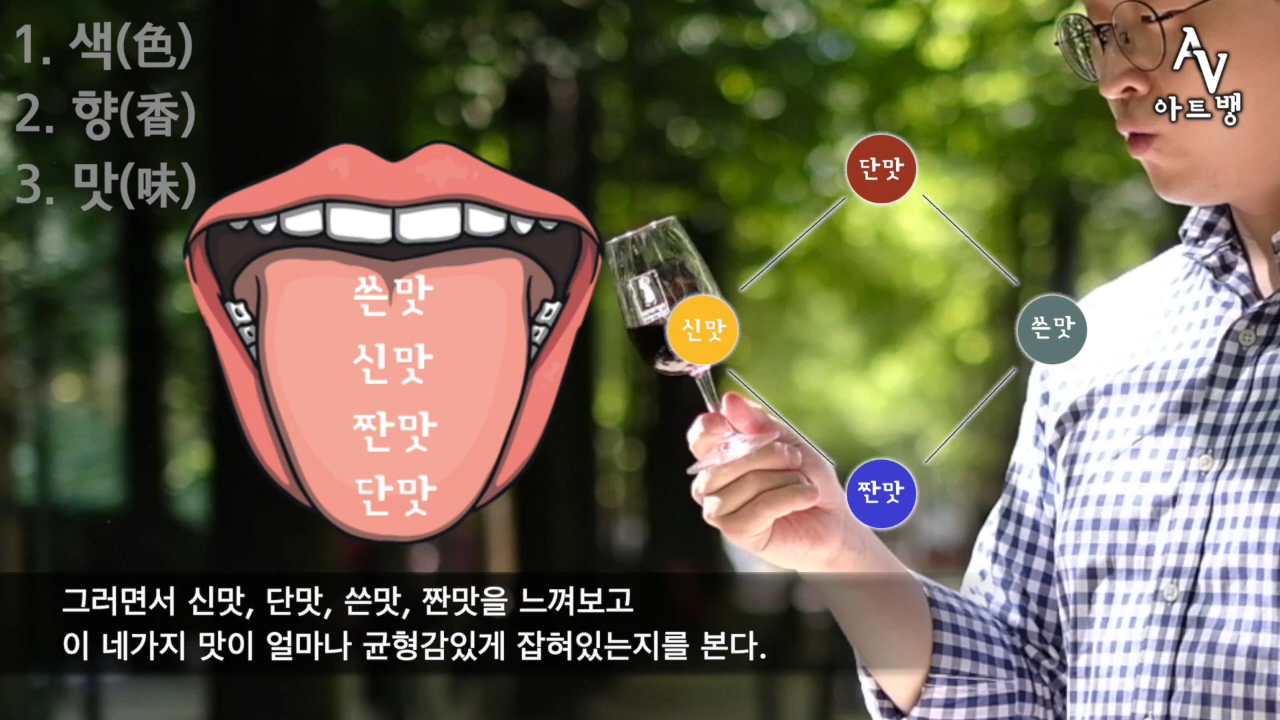 1. 색(色)
2. 향(香)
3. 맛(味)
AV
아트뱅
쓴맛
신맛
짠맛
단맛
단맛
신맛
쓴맛
짠맛
그러면서 신맛, 단맛, 쓴맛, 짠맛을 느껴보고
이 네가지 맛이 얼마나 균형감있게 잡혀있는지를 본다.